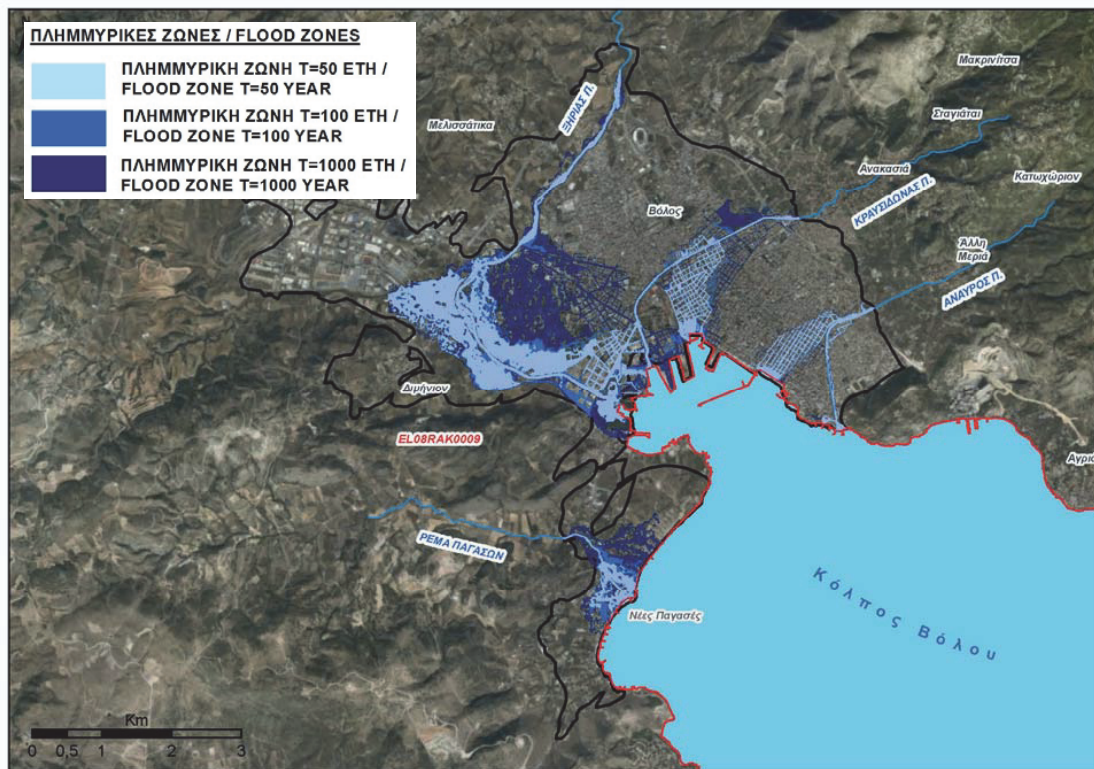 ΠΛΗΜΜΥΡΙΚΕΣ ΖΩΝΕΣ / FLOOD ZONES
ΠΛΗΜΜΥΡΙΚΗ ΖΩΝΗ Τ=50 ΕΤΗ /
FLOOD ZONE T=50 YEAR
ΠΛΗΜΜΥΡΙΚΗ ΖΩΝΗ Τ=100 ΕΤΗ /
FLOOD ZONE T=100 YEAR
ΠΛΗΜΜΥΡΙΚΗ ΖΩΝΗ Τ=1000 ΕΤΗ /
FLOOD ZONE T=1000 YEAR
Μακρινίτσα
Σταγιάται
Μελισσάτικα
ΞΗΡΙΑΣ Π.
Ανακασιά
Κατωχώριον
Βόλος
ΚΡΑΥΣΙΔΩΝΑΣ Π.
Άλλη
Μεριά
ΑΝΑΥΡΟΣ Π.
Διμήνιον
EL08RAK0009
Αγρια
ΡΕΜΑ ΠΑΓΑΣΩΝ
Νέες Παγασές
Κόλπος Βόλου
Km
0 0,5 1 2 3